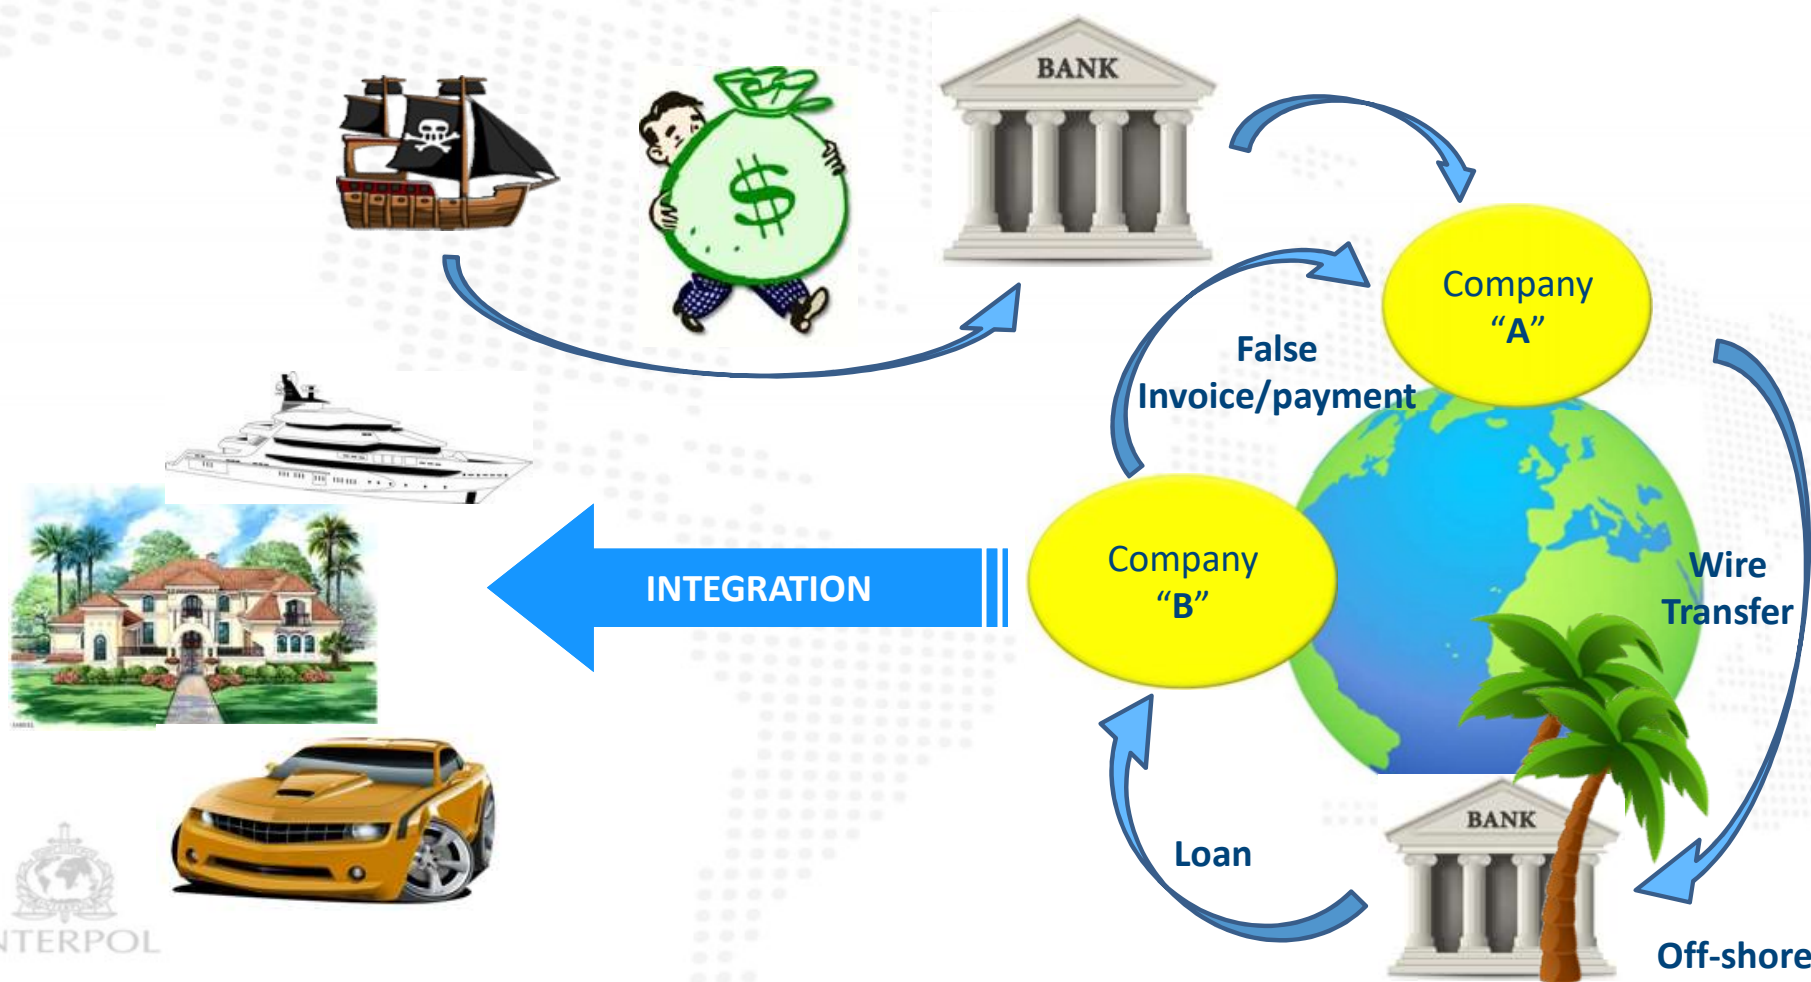 BANK
Company
“A”
False
Invoice/payment
INTEGRATION
Company
“B”
Wire
Transfer
BANK
Loan
Off-shore
NTERPOL